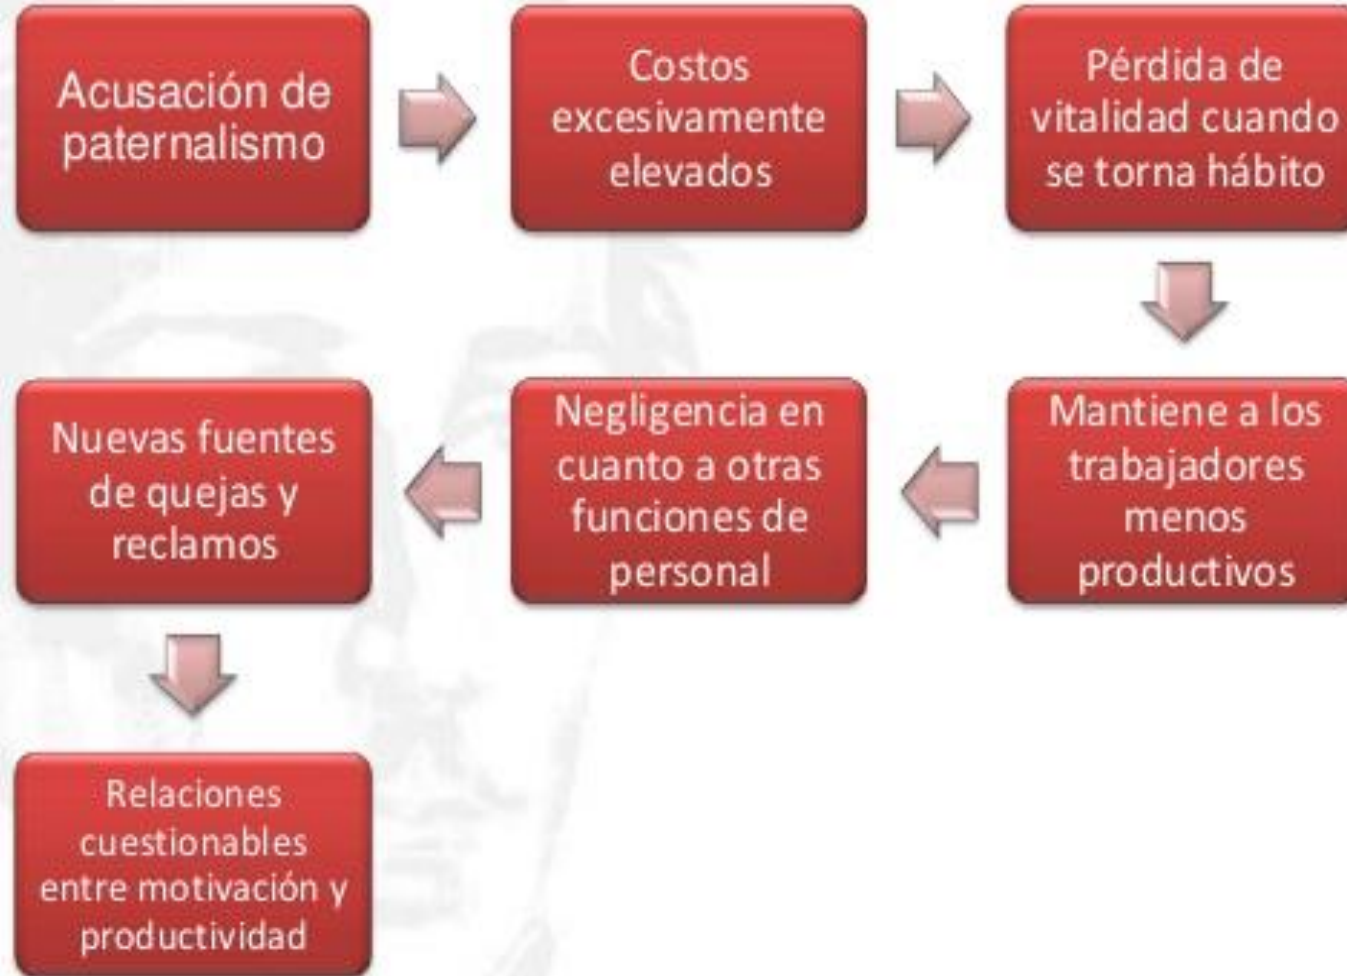 Acusación de
paternalismo
Costos
excesivamente
elevados
Pérdida de
vitalidad cuando
se torna hábito
Mantiene a los
trabajadores
menos
productivos
Negligencia en
cuanto a otras
funciones de
personal
Nuevas fuentes
de quejas y
reclamos
Relaciones
cuestionables
entre motivación y
productividad